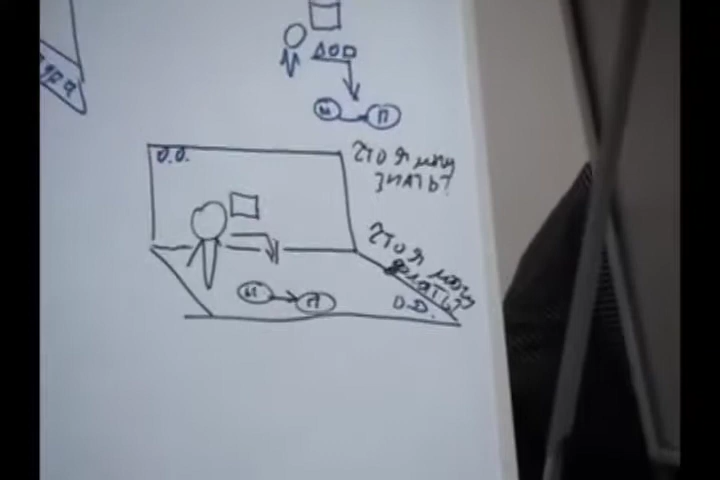 М
П
О.О.
ЧТО Я МОГУ
ЗНАТЬ?
ЧТО Я МОГУ
ДЕЛАТЬ?
М
П
О.Д.